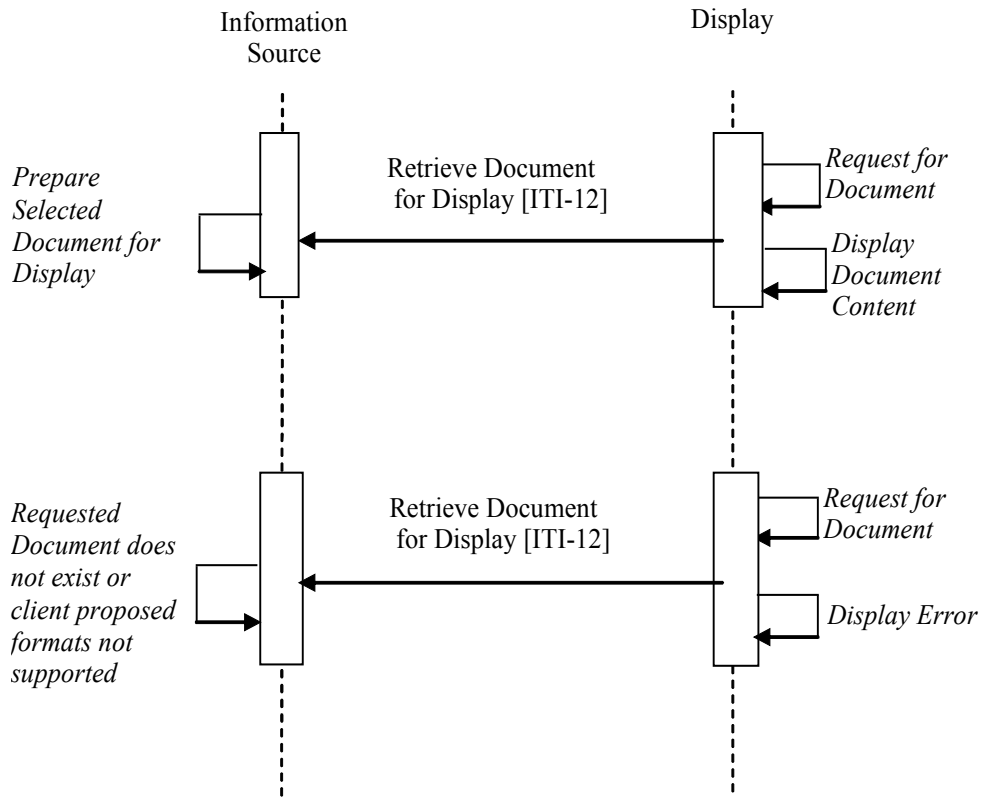 Information
Source
Display
Prepare
Selected
Document for
Display
Retrieve Document
for Display [ITI-12]
Request for
Document
Display
Document
Content
Requested
Document does
not exist or
client proposed
formats not
supported
Retrieve Document
for Display [ITI-12]
Request for
Document
Display Error